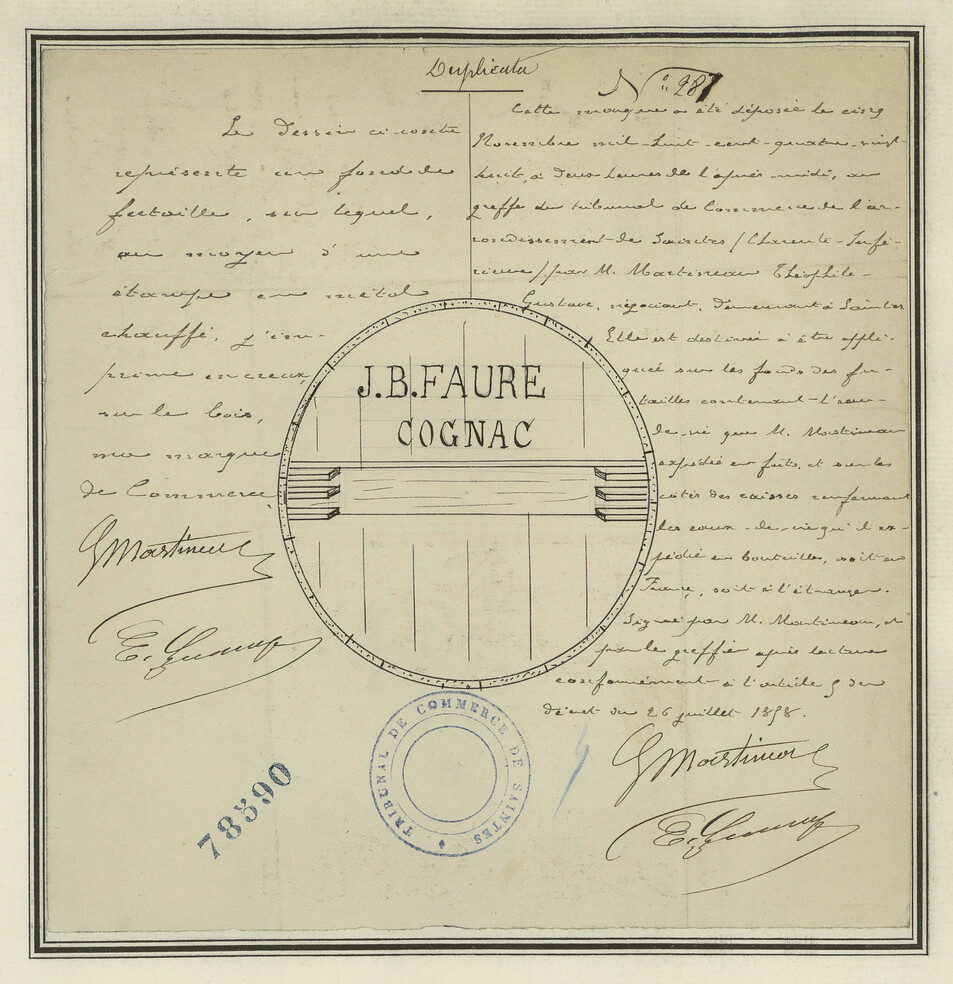 Duplicata
Le dessin ci-contre
représente un fond de
futaille, sur lequel,
au moyen d'une
étampe en métal
chauffé, j'im-
prime en creux,
sur le bois,
ma marque
de Commerce
GMartineau
N° 287
Cette marque a été déposée le cinq
Novembre mil-huit-cent-quatre-vingt-
huit, à deux heures de l'après-midi, au
greffe du tribunal de Commerce de l'ar-
rondissement de Saintes (Charente-Infé-
rieure) par M. Martineau Théophile-
Gustave, négociant, demeurant à Saintes
Elle est destinée à être appli-
quée sur les fonds des fu-
tailles contenant l'eau-
de-vie que M. Martineau
expédie en fûts, et sur les
côtés des caisses renfermant
les eaux-de-vie qu'il ex-
pédie en bouteilles, soit en
France, soit à l'étranger.
Signé par M. Martineau, et
par le greffier après lecture
conformément à l'article 5 du
décret du 26 juillet 1858.
GMartineau
J.B.FAURE
COGNAC
TRIBUNAL DE COMMERCE DE SAINTES
78590